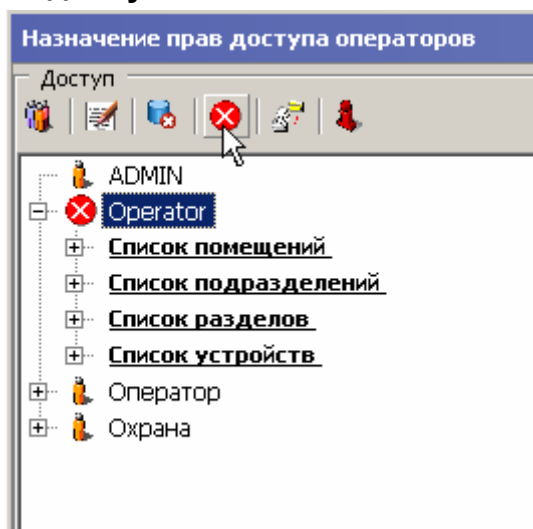 Назначение прав доступа операторов
Доступ
ADMIN
Operator
Список помещений
Список подразделений
Список разделов
Список устройств
Оператор
Охрана